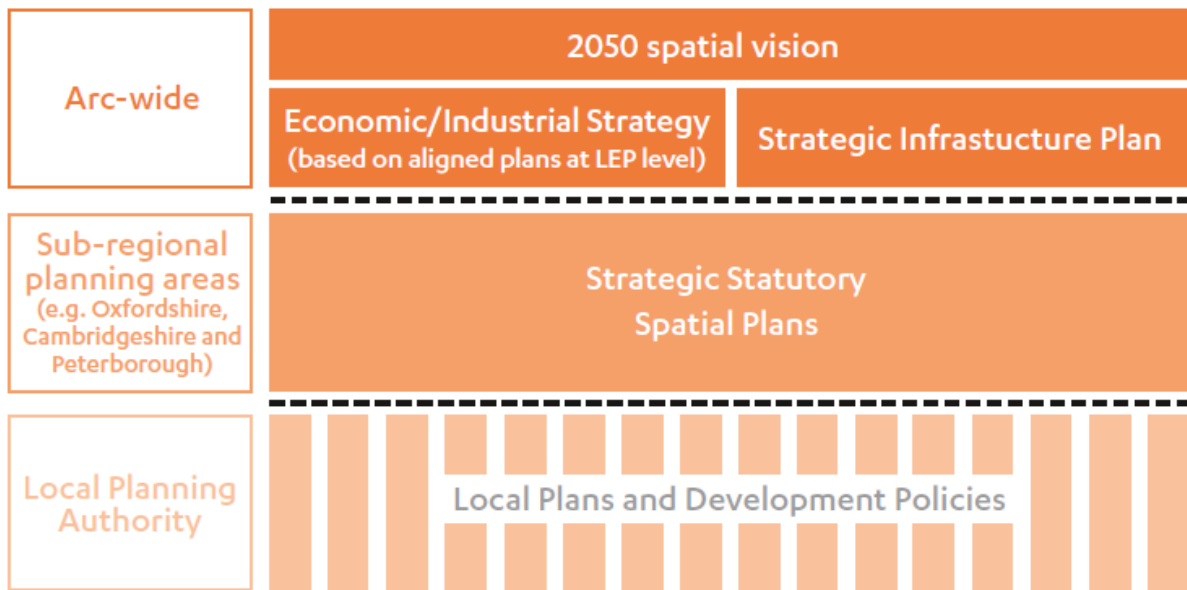 Arc-wide
2050 spatial vision
Economic/Industrial Strategy
(based on aligned plans at LEP level)
Strategic Infrastucture Plan
Sub-regional
planning areas
(e.g. Oxfordshire,
Cambridgeshire and
Peterborough)
Strategic Statutory
Spatial Plans
Local Planning
Authority
Local Plans and Development Policies